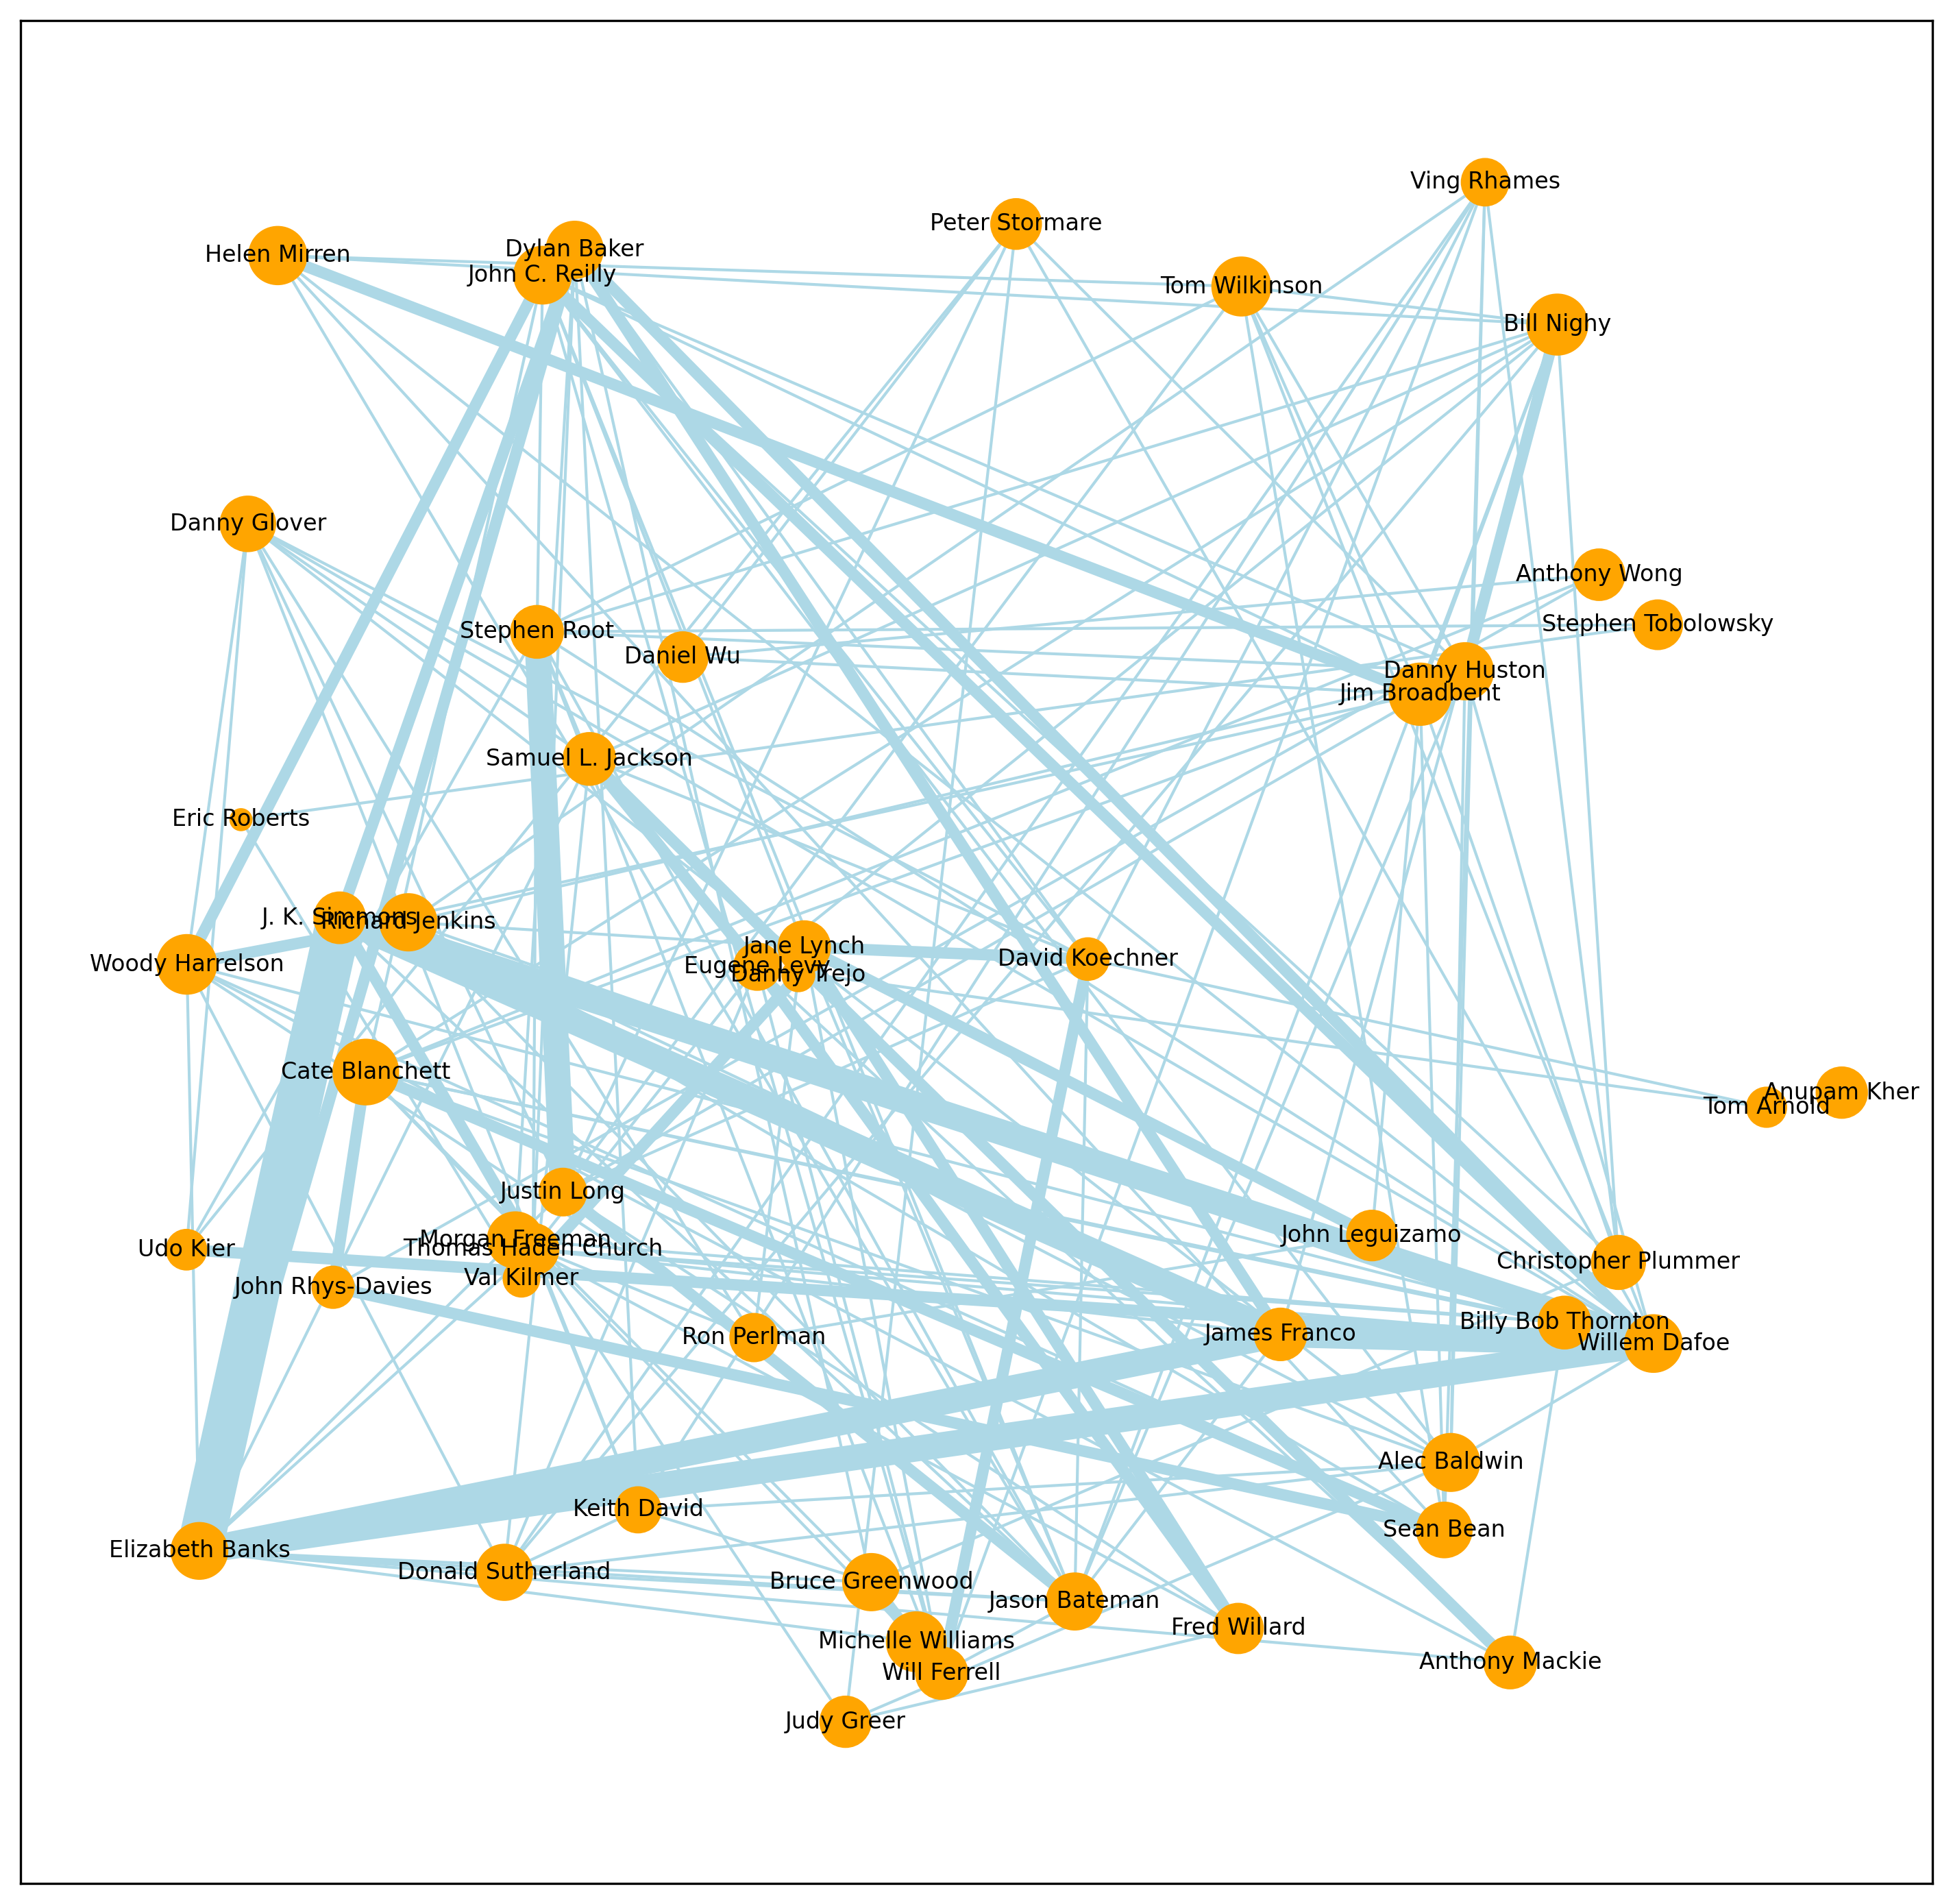 Ving Rhames
Peter Stormare
Dylan Baker
Helen Mirren
John C. Reilly
Tom Wilkinson
Bill Nighy
Danny Glover
Anthony Wong
Stephen Tobolowsky
Stephen Root
Daniel Wu
Danny Huston
Jim Broadbent
Samuel L. Jackson
Eric Roberts
J. K. Simmons
Richard Jenkins
Jane Lynch
David Koechner
Woody Harrelson
Eugene Levy
Danny Trejo
Cate Blanchett
Anupam Kher
Tom Arnold
Justin Long
John Leguizamo
Morgan Freeman
Udo Kier
Thomas Haden Church
Christopher Plummer
Val Kilmer
John Rhys-Davies
Billy Bob Thornton
Ron Perlman
James Franco
Willem Dafoe
Alec Baldwin
Keith David
Sean Bean
Elizabeth Banks
Donald Sutherland
Bruce Greenwood
Jason Bateman
Fred Willard
Michelle Williams
Anthony Mackie
Will Ferrell
Judy Greer